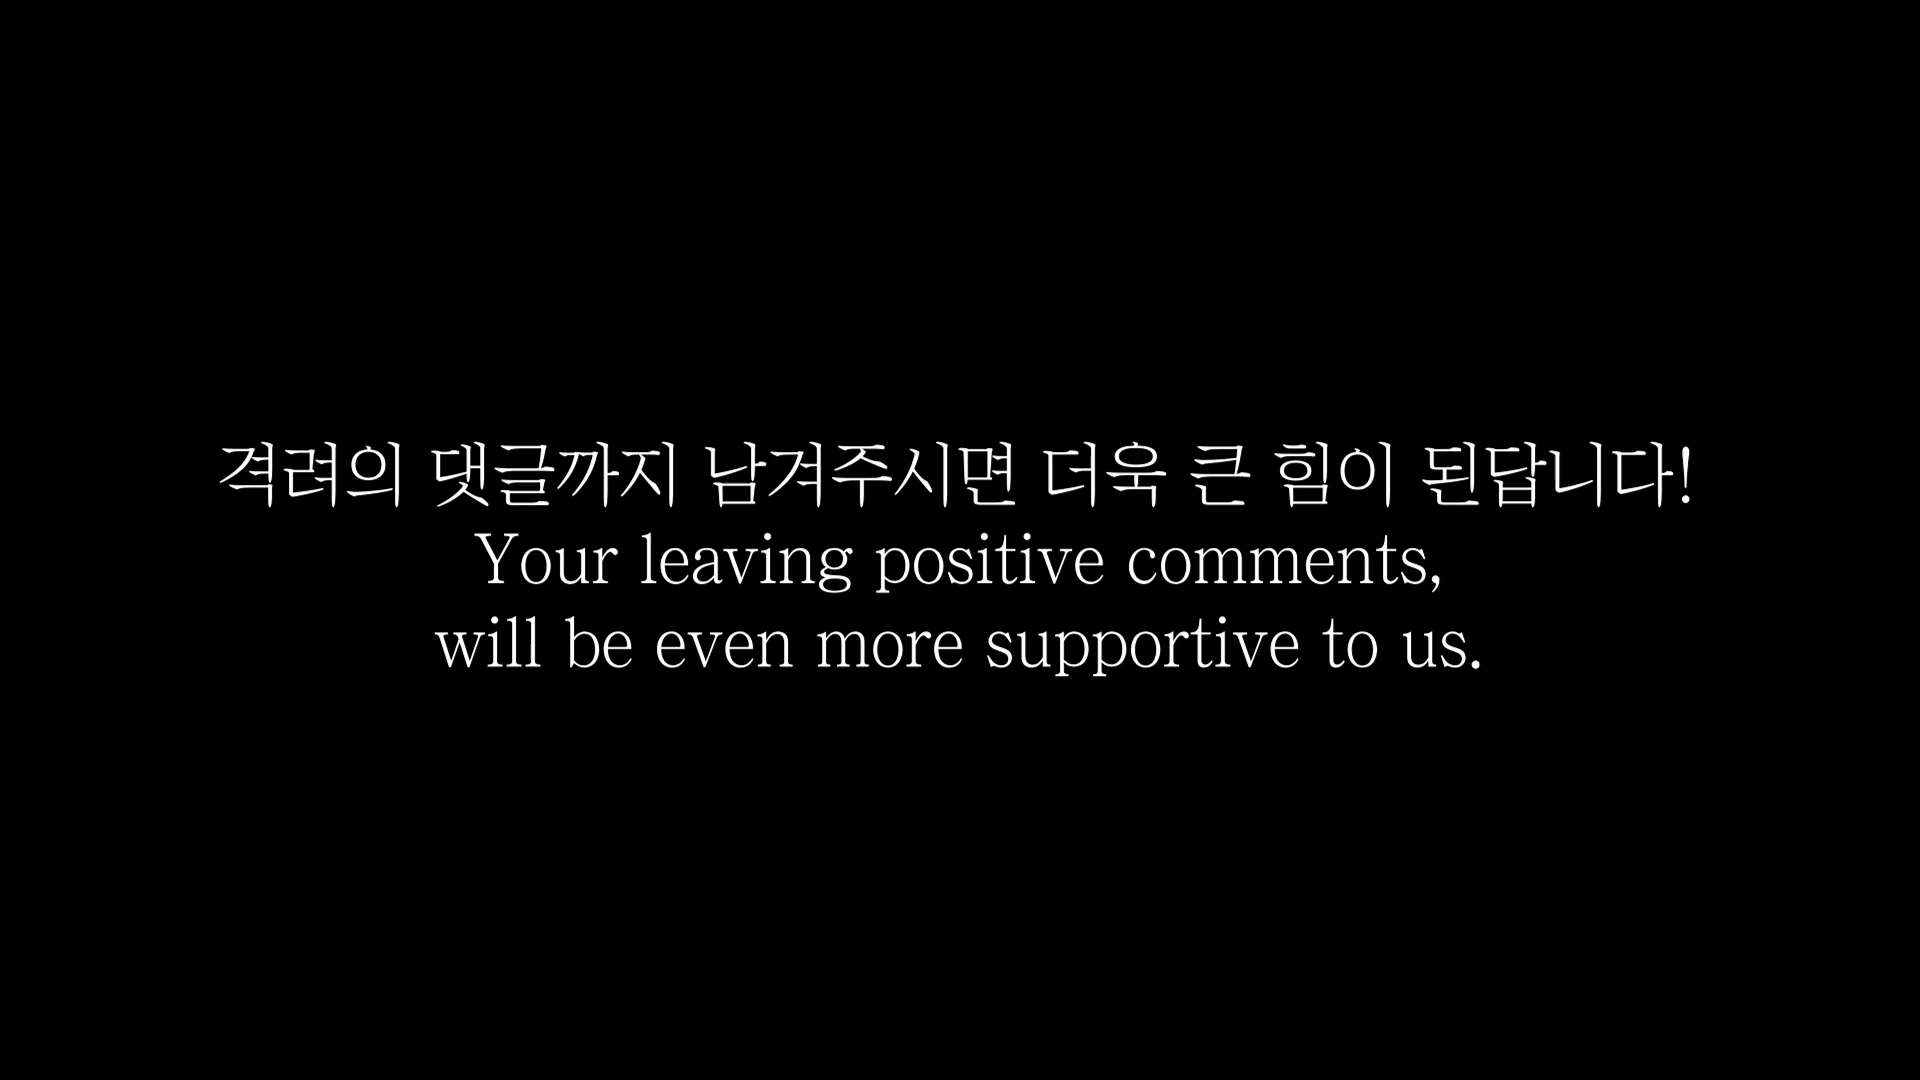 격려의 댓글까지 남겨주시면 더욱 큰 힘이 된답니다!
Your leaving positive comments,
will be even more supportive to us.